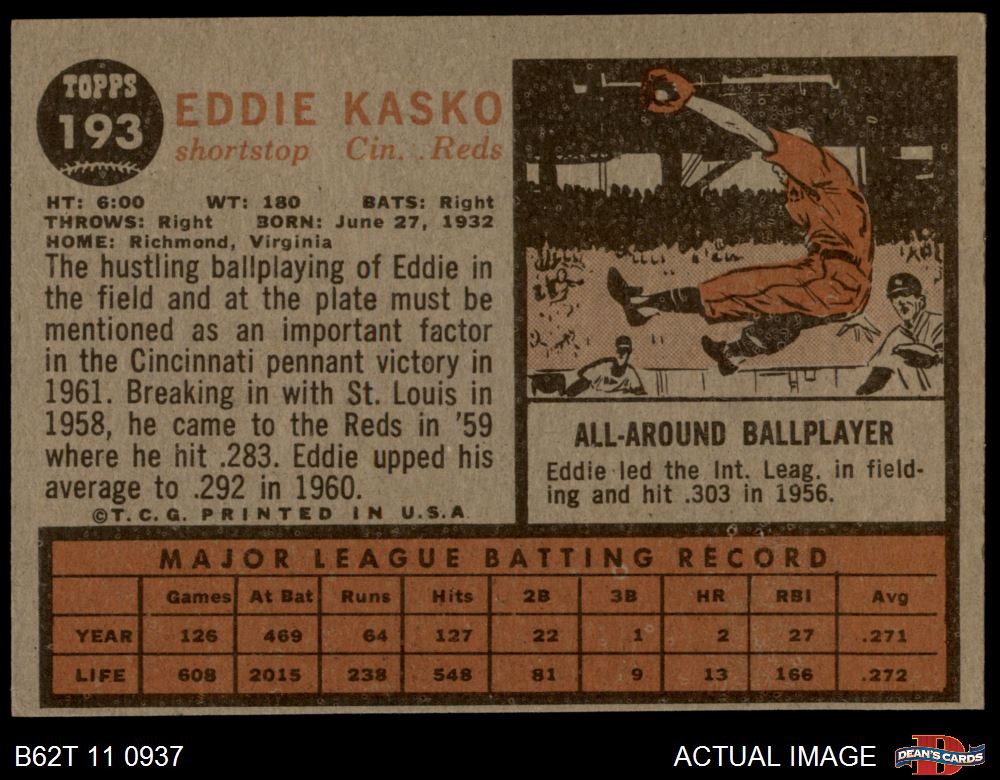 TOPPS
193
EDDIE KASKO
shortstop Cin. Reds
HT: 6:00 WT: 180 BATS: Right
THROWS: Right BORN: June 27, 1932
HOME: Richmond, Virginia
The hustling ballplaying of Eddie in
the field and at the plate must be
mentioned as an important factor
in the Cincinnati pennant victory in
1961. Breaking in with St. Louis in
1958, he came to the Reds in '59
where he hit .283. Eddie upped his
average to .292 in 1960.
©T.C.G. PRINTED IN U.S.A
ALL-AROUND BALLPLAYER
Eddie led the Int. Leag. in field-
ing and hit .303 in 1956.
MAJOR LEAGUE BATTING RECORD
Games At Bat Runs Hits 2B 3B HR RBI Avg
YEAR 126 469 64 127 22 1 2 27 .271
LIFE 608 2015 238 548 81 9 13 166 .272
B62T 11 0937
ACTUAL IMAGE
DEAN'S CARDS